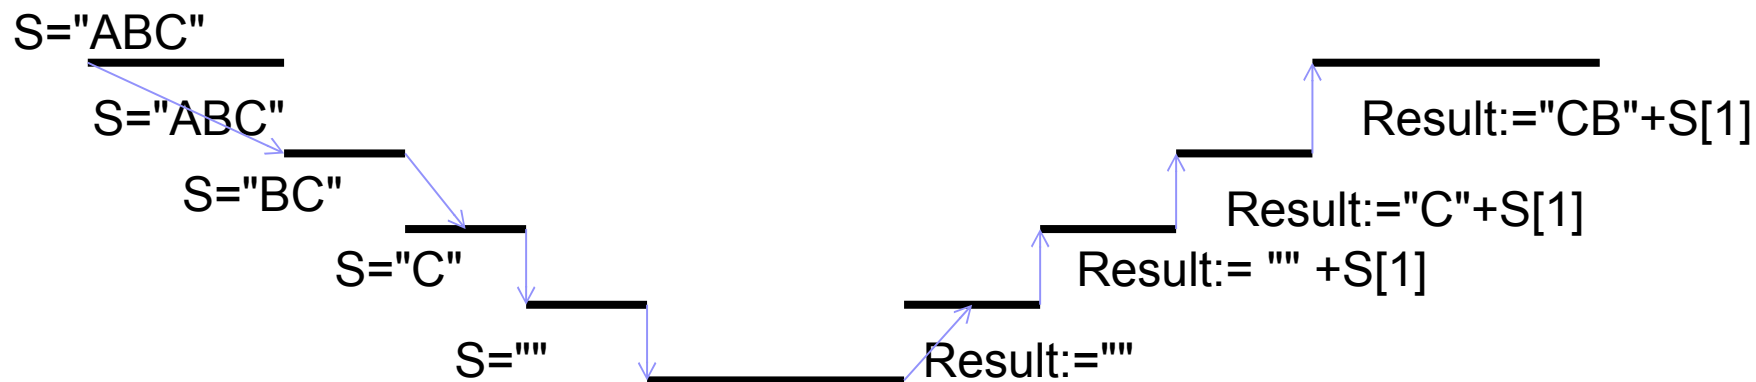 S="ABC"
S="ABC"
Result:="CB"+S[1]
S="BC"
Result:="C"+S[1]
S="C"
Result:= "" +S[1]
S=""
Result:=""